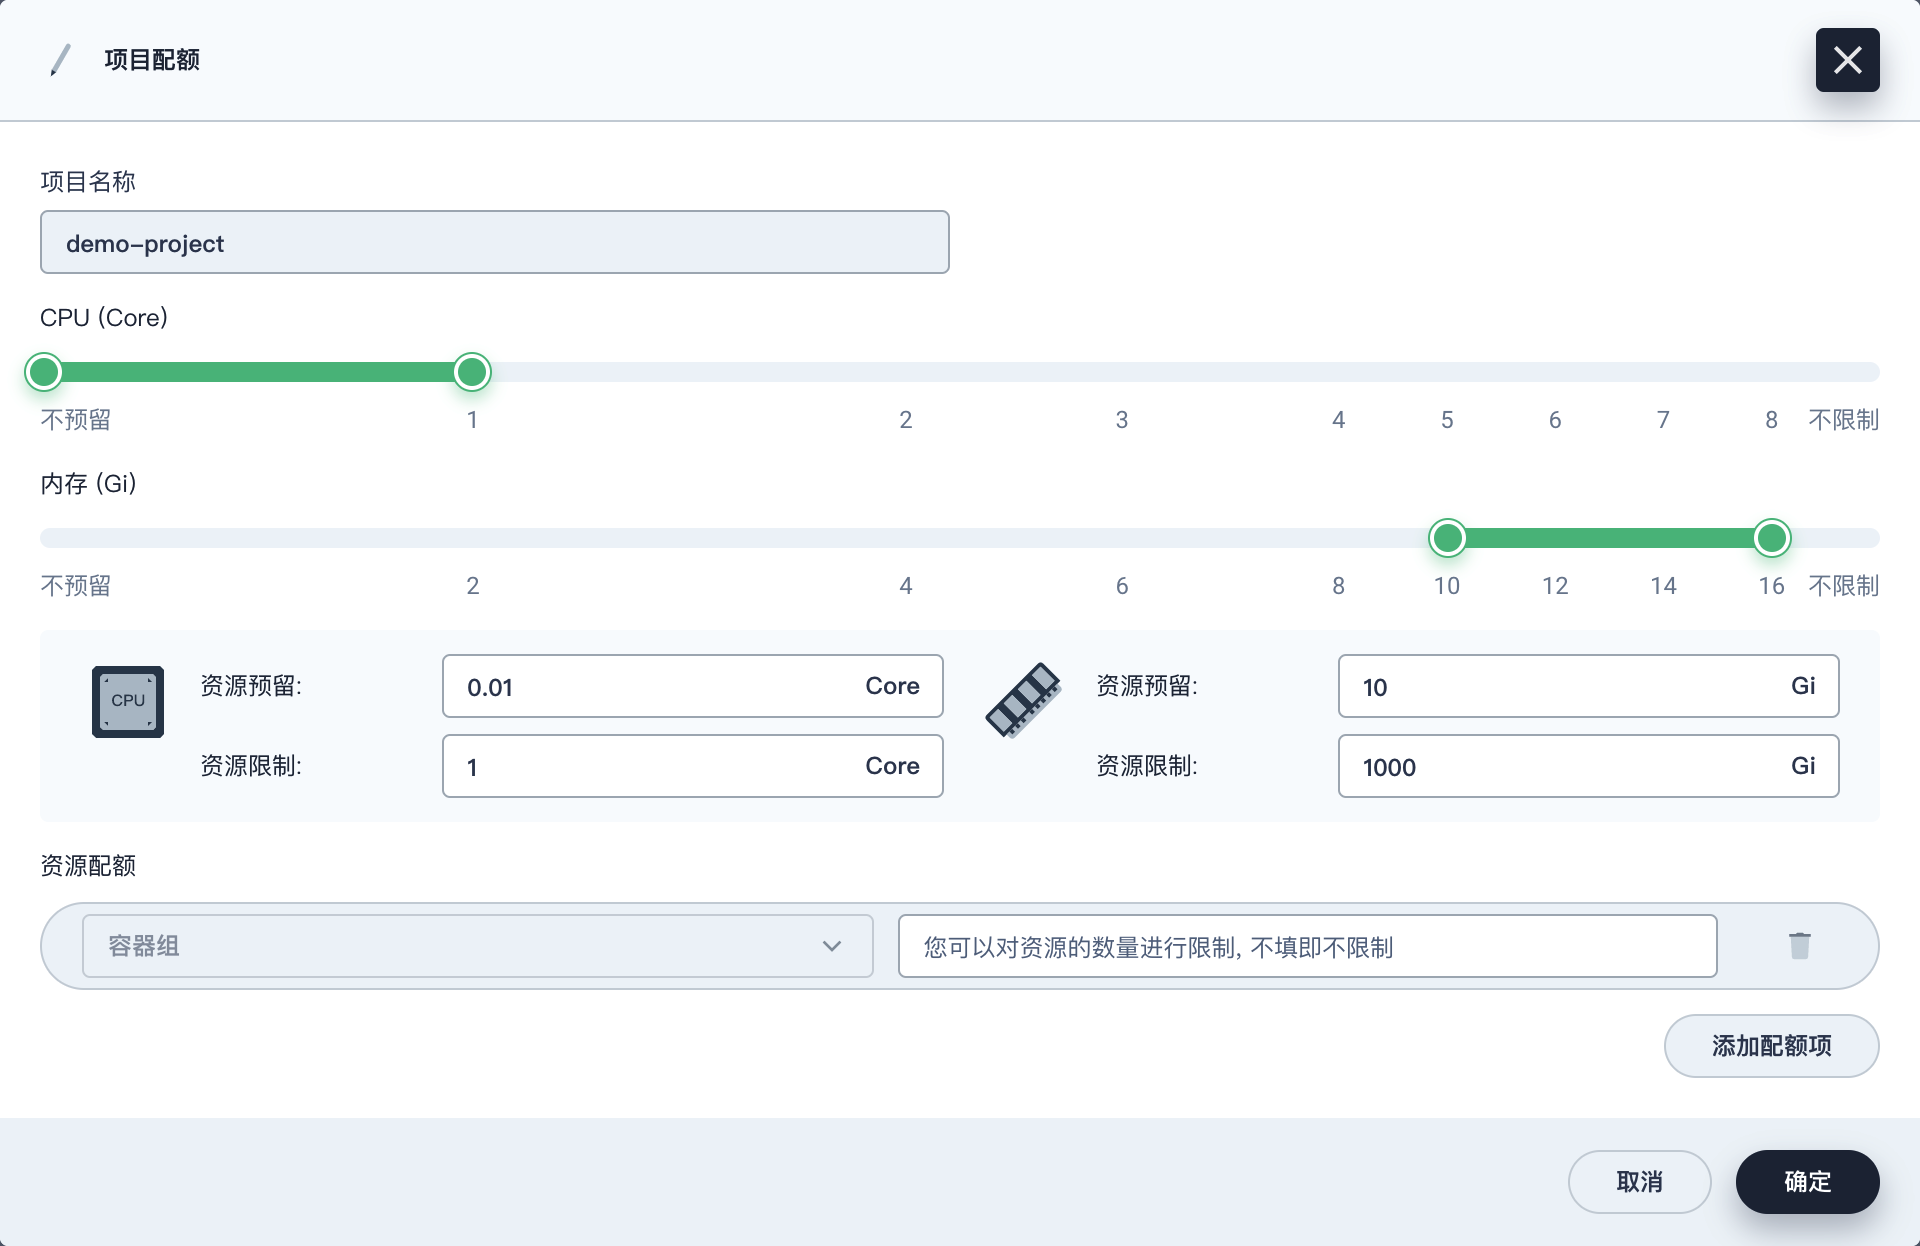 项目配额
项目名称
demo-project
CPU (Core)
不预留 1 2 3 4 5 6 7 8 不限制
内存 (Gi)
不预留 2 4 6 8 10 12 14 16 不限制
CPU 资源预留: 0.01 Core 资源预留: 10 Gi
资源限制: 1 Core 资源限制: 1000 Gi
资源配额
容器组 您可以对资源的数量进行限制, 不填即不限制
添加配额项
取消 确定